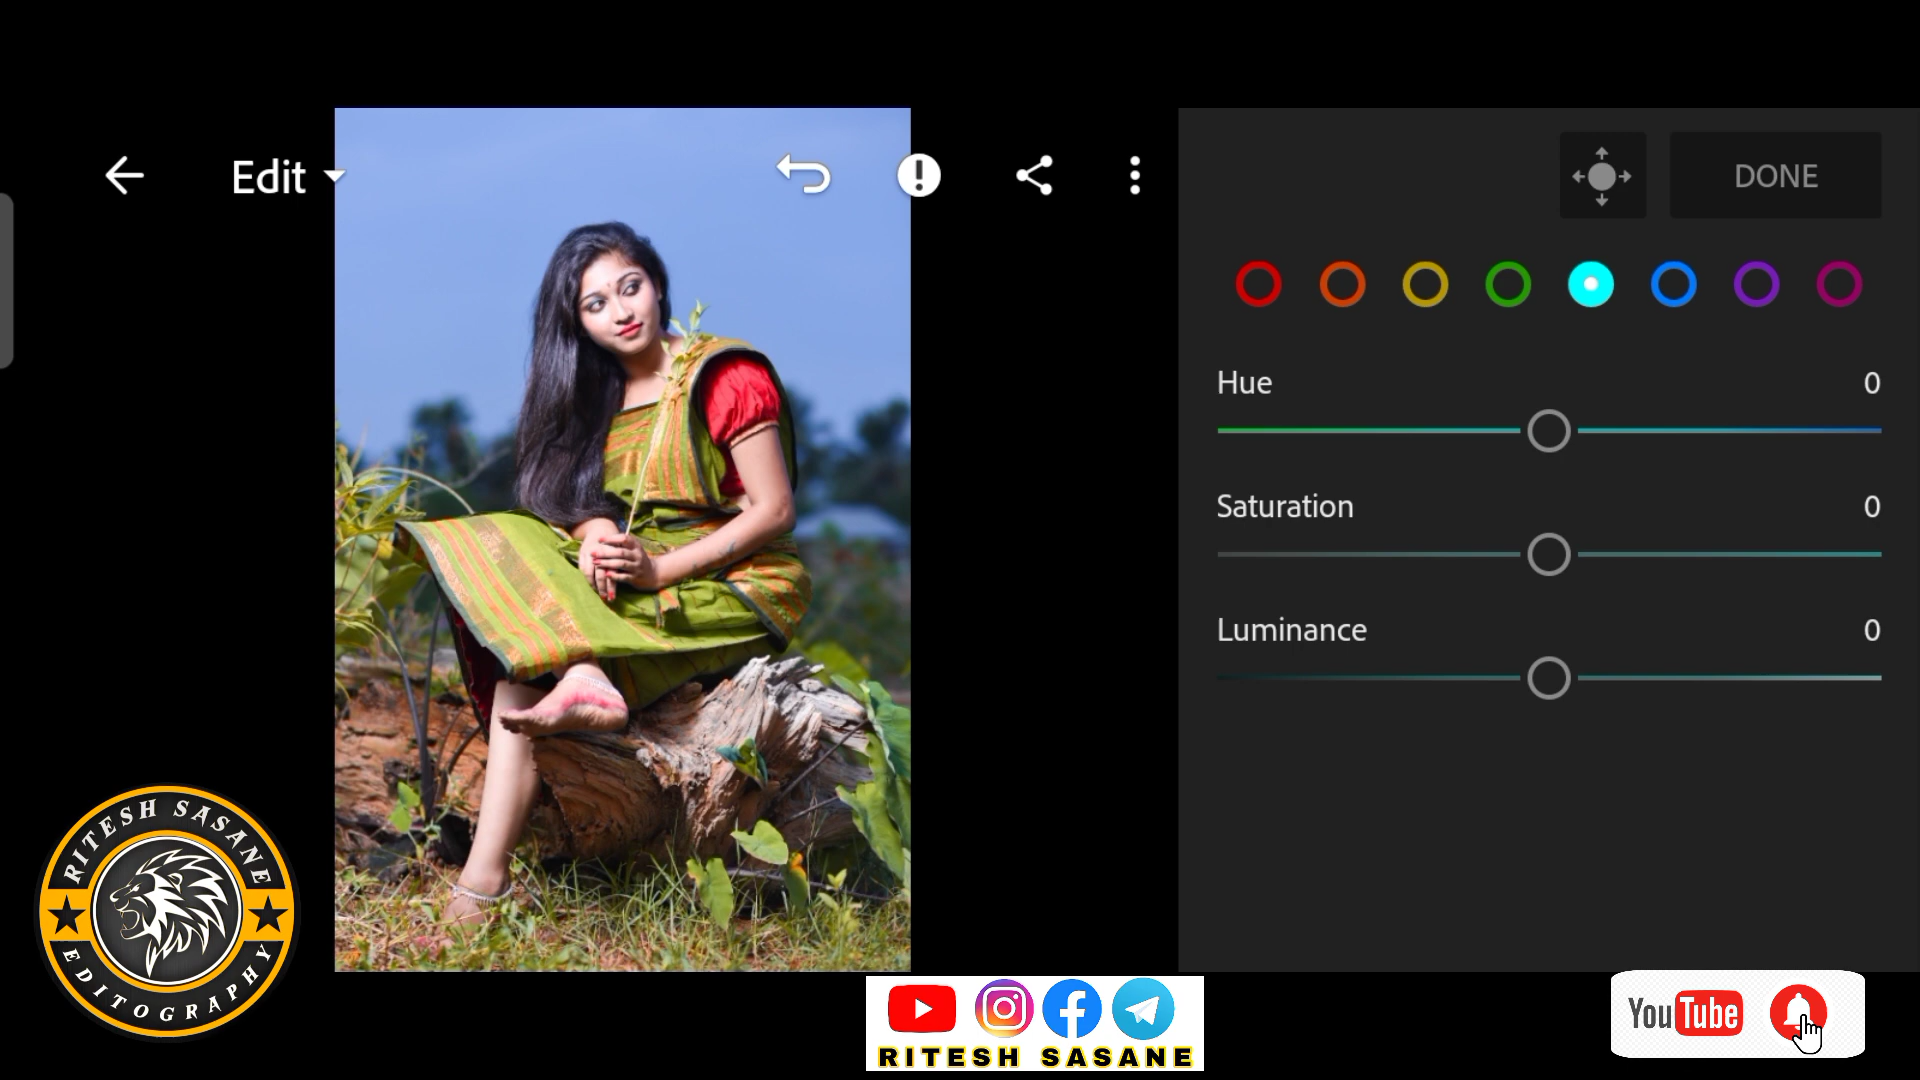 Edit
DONE
Hue 0
Saturation 0
Luminance 0
RITESH SASANE
EDITOGRAPHY
RITESH SASANE
YouTube